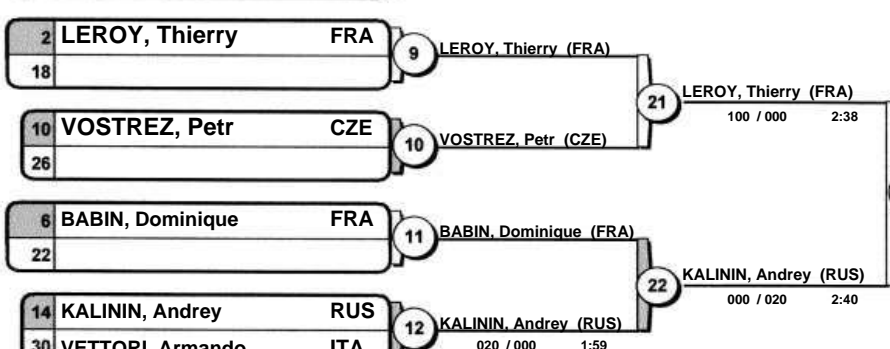 2 LEROY, Thierry FRA
18
9
LEROY, Thierry (FRA)
10 VOSTREZ, Petr CZE
26
10
VOSTREZ, Petr (CZE)
21
LEROY, Thierry (FRA)
100 / 000 2:38
6 BABIN, Dominique FRA
22
11
BABIN, Dominique (FRA)
14 KALININ, Andrey RUS
30 VETTORI, Armando ITA
12
KALININ, Andrey (RUS)
020 / 000 1:59
22
KALININ, Andrey (RUS)
000 / 020 2:40